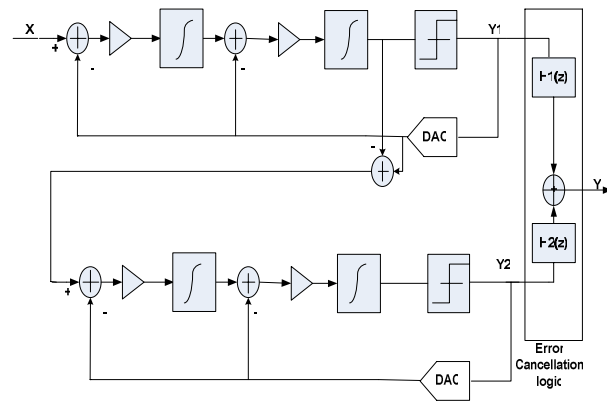 X
Y1
+
-
-
H1(z)
DAC
-
Y
H2(z)
Y2
+
-
-
Error
Cancellation
logic
DAC